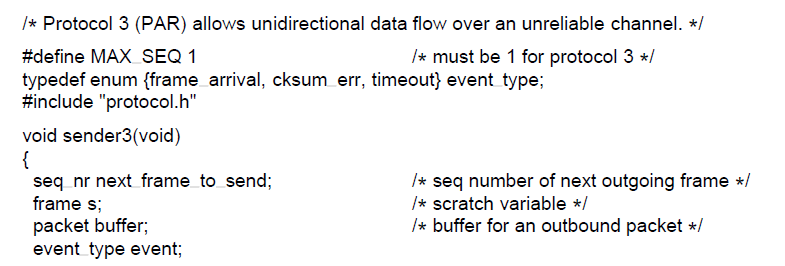 /* Protocol 3 (PAR) allows unidirectional data flow over an unreliable channel. */
#define MAX_SEQ 1 /* must be 1 for protocol 3 */
typedef enum {frame_arrival, cksum_err, timeout} event_type;
#include "protocol.h"
void sender3(void)
{
seq_nr next_frame_to_send; /* seq number of next outgoing frame */
frame s; /* scratch variable */
packet buffer; /* buffer for an outbound packet */
event_type event;